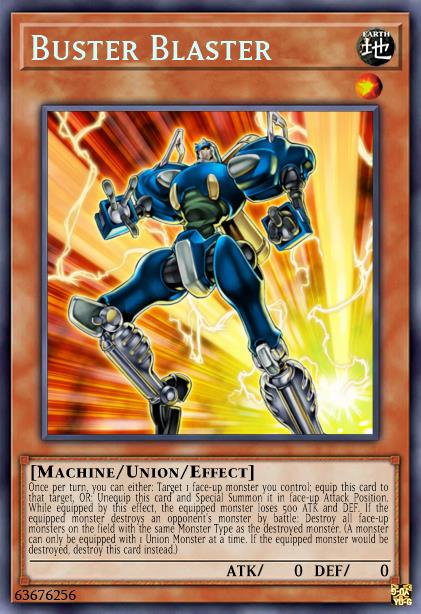 BUSTER BLASTER
EARTH
地
[MACHINE/UNION/EFFECT]
Once per turn, you can either: Target 1 face-up monster you control; equip this card to
that target, OR: Unequip this card and Special Summon it in face-up Attack Position.
While equipped by this effect, the equipped monster loses 500 ATK and DEF. If the
equipped monster destroys an opponent's monster by battle: Destroy all face-up
monsters on the field with the same Monster Type as the destroyed monster. (A monster
can only be equipped with 1 Union Monster at a time. If the equipped monster would be
destroyed, destroy this card instead.)
ATK/ 0 DEF/ 0
63676256